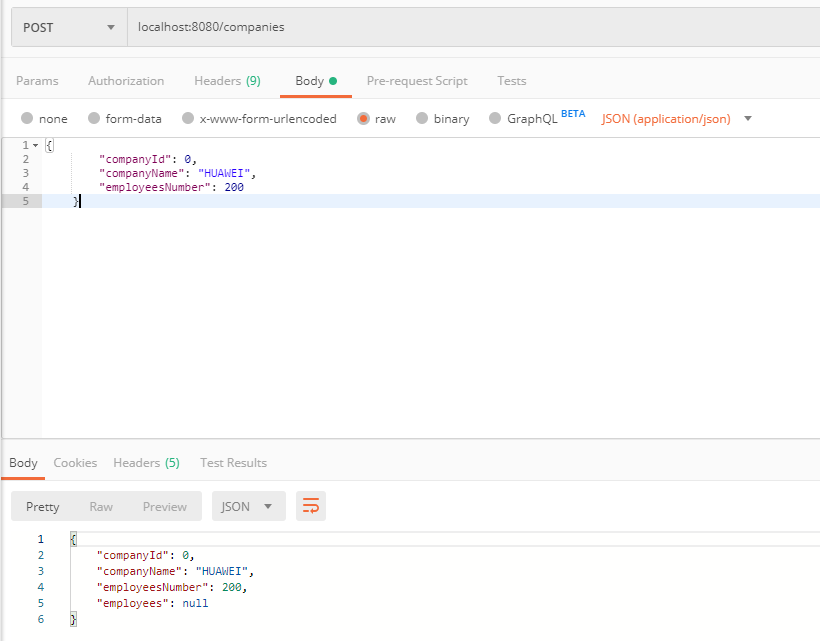 POST localhost:8080/companies
Params Authorization Headers (9) Body Pre-request Script Tests
none form-data x-www-form-urlencoded raw binary GraphQL BETA JSON (application/json)
1 {
2 "companyId": 0,
3 "companyName": "HUAWEI",
4 "employeesNumber": 200
5 }
Body Cookies Headers (5) Test Results
Pretty Raw Preview JSON
1 {
2 "companyId": 0,
3 "companyName": "HUAWEI",
4 "employeesNumber": 200,
5 "employees": null
6 }